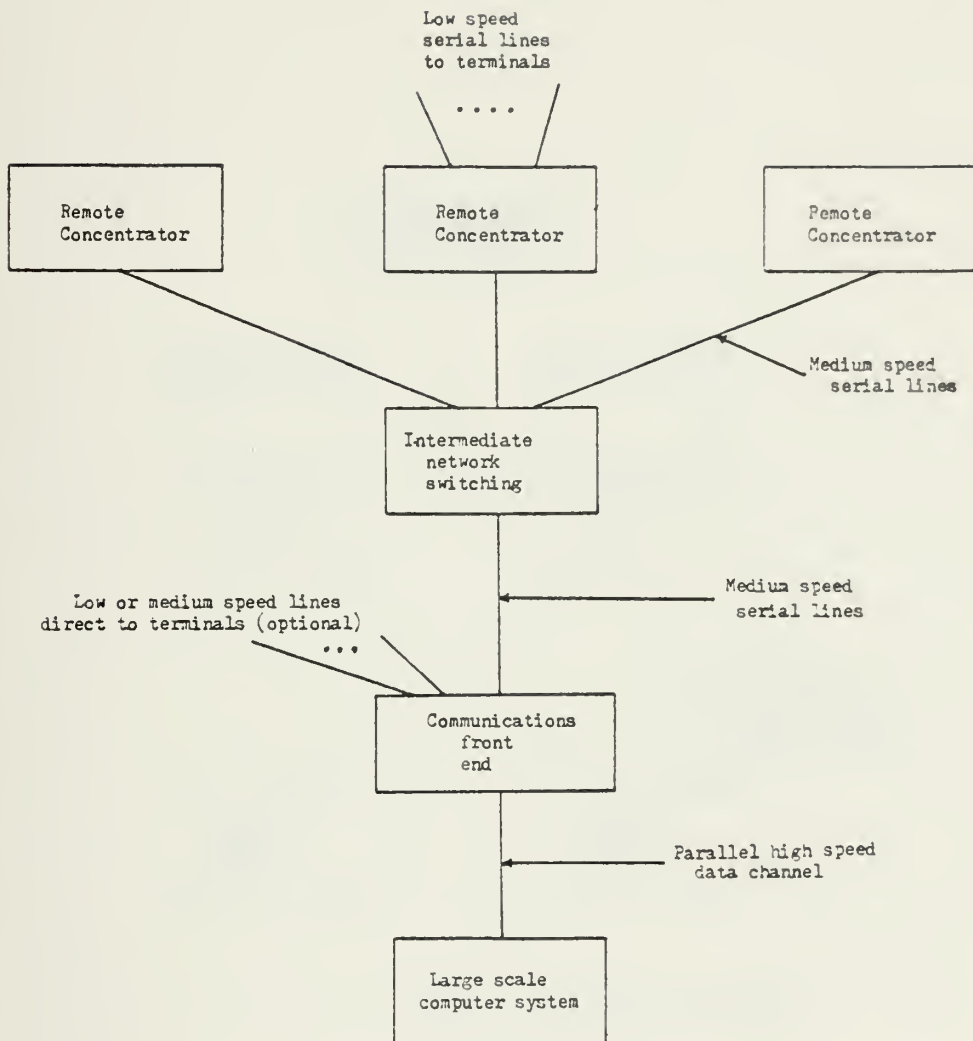 Low speed
serial lines
to terminals
. . . .
Remote
Concentrator
Remote
Concentrator
Remote
Concentrator
Medium speed
serial lines
Intermediate
network
switching
Medium speed
serial lines
Low or medium speed lines
direct to terminals (optional)
...
Communications
front
end
Parallel high speed
data channel
Large scale
computer system